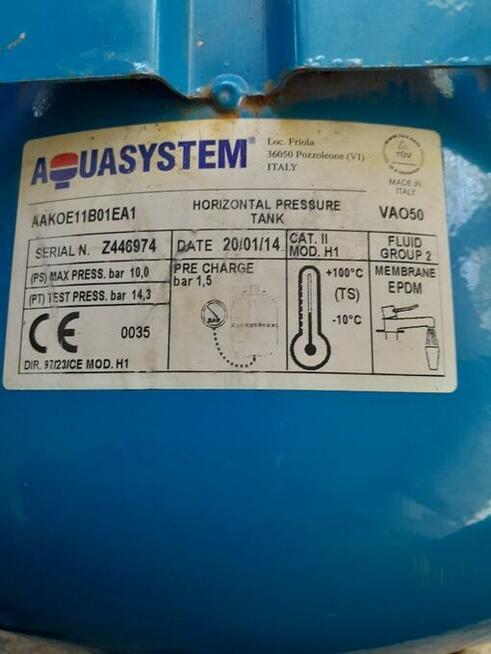 AQUASYSTEM®
Loc. Friola
36050 Pozzoleone (VI)
ITALY
TÜV
MADE IN
ITALY
AAKOE11B01EA1
HORIZONTAL PRESSURE
TANK
VAO50
SERIAL N. Z446974
DATE 20/01/14
CAT. II
MOD. H1
FLUID
GROUP 2
(PS) MAX PRESS. bar 10,0
(PT) TEST PRESS. bar 14,3
PRE CHARGE
bar 1,5
BAR
+100°C
(TS)
-10°C
MEMBRANE
EPDM
CE 0035
DIR. 97/23/CE MOD. H1